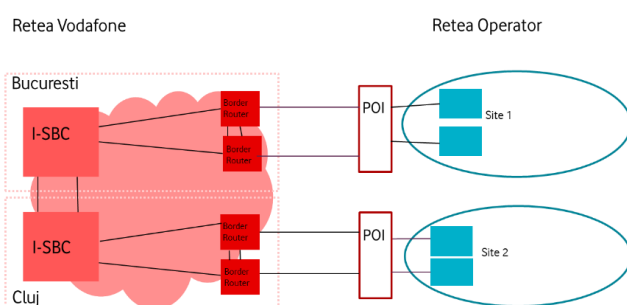 Retea Vodafone
Retea Operator
Bucuresti
I-SBC
Border
Router
Border
Router
POI
Site 1
I-SBC
Border
Router
Border
Router
POI
Site 2
Cluj